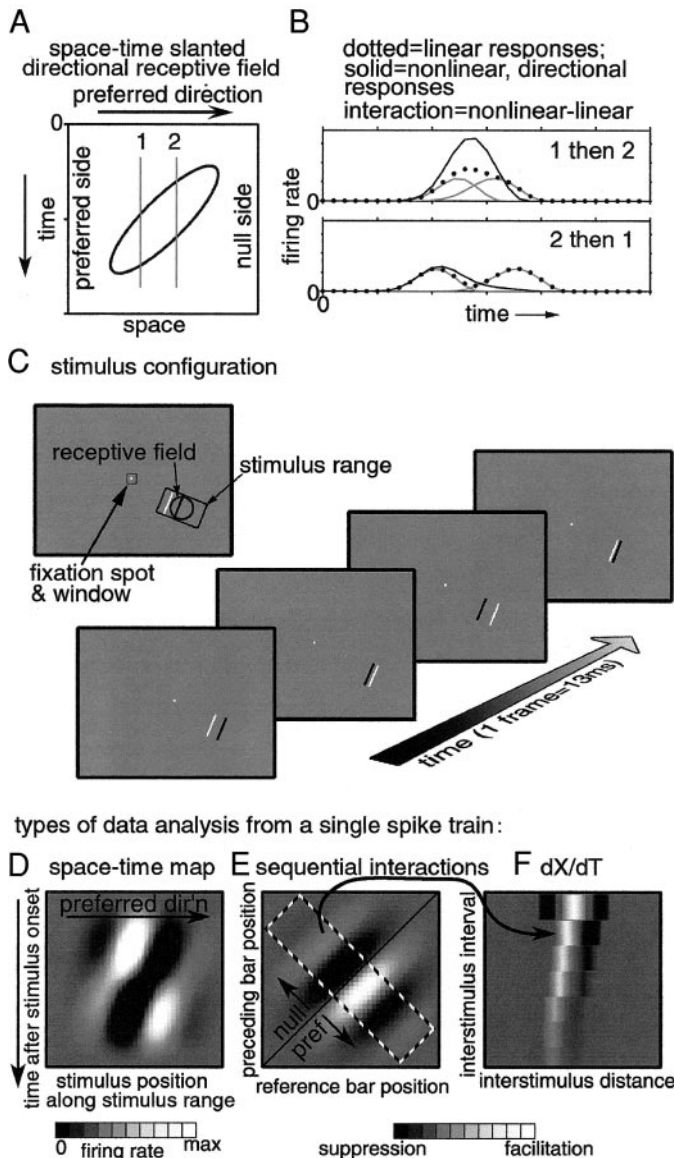 A
space-time slanted
directional receptive field
preferred direction
0
1 2
preferred side
null side
time
space
B
dotted=linear responses;
solid=nonlinear, directional
responses
interaction=nonlinear-linear
1 then 2
0
2 then 1
0
firing rate
time
C stimulus configuration
receptive field
stimulus range
fixation spot
& window
time (1 frame=13ms)
types of data analysis from a single spike train:
D space-time map
preferred dir'n
time after stimulus onset
stimulus position
along stimulus range
0 max
firing rate
E sequential interactions
preceding bar position
null
pref
reference bar position
F dX/dT
interstimulus interval
interstimulus distance
suppression facilitation